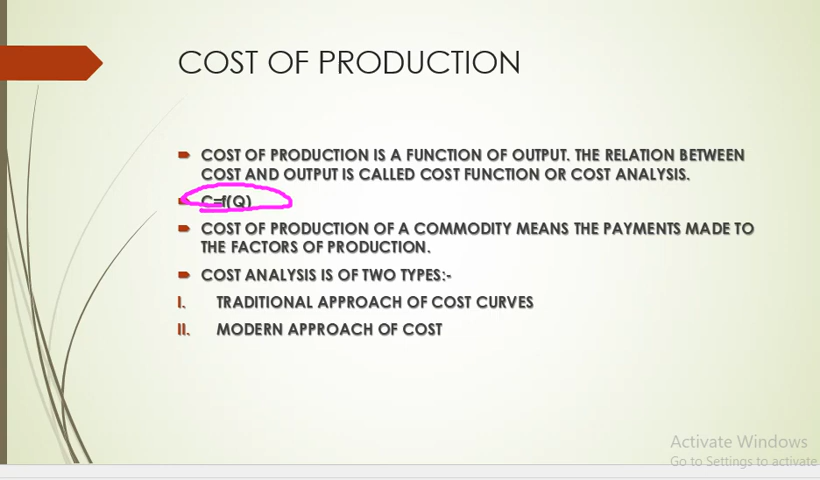 COST OF PRODUCTION
COST OF PRODUCTION IS A FUNCTION OF OUTPUT. THE RELATION BETWEEN
COST AND OUTPUT IS CALLED COST FUNCTION OR COST ANALYSIS.
C=f(Q)
COST OF PRODUCTION OF A COMMODITY MEANS THE PAYMENTS MADE TO
THE FACTORS OF PRODUCTION.
COST ANALYSIS IS OF TWO TYPES:-
I. TRADITIONAL APPROACH OF COST CURVES
II. MODERN APPROACH OF COST
Activate Windows
Go to Settings to activate